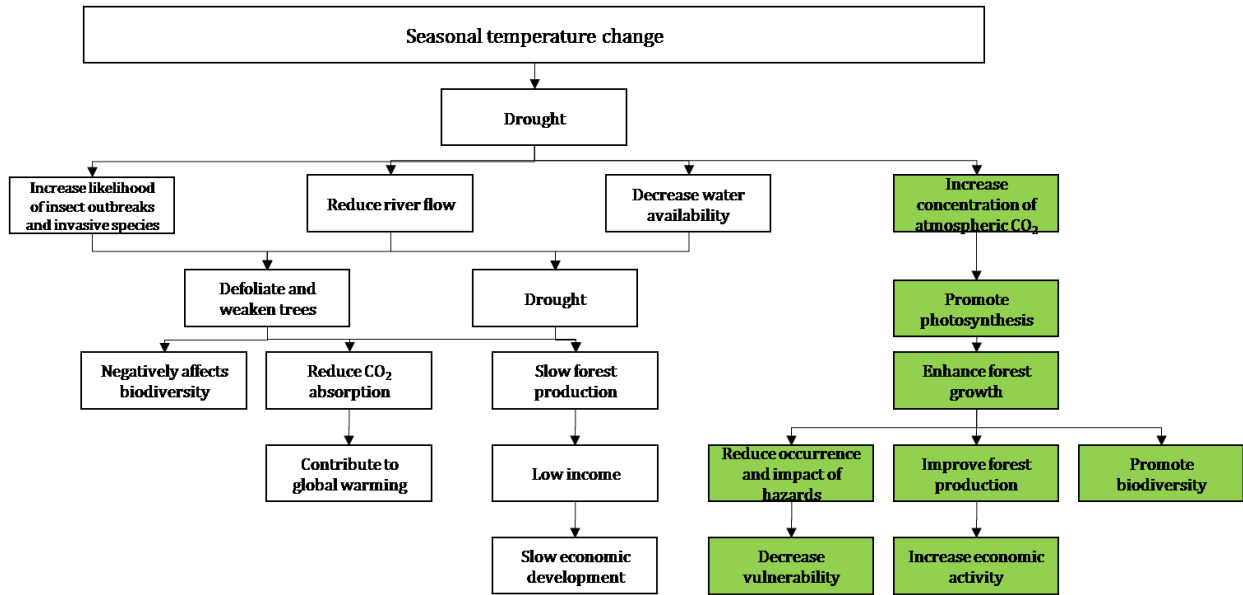 Seasonal temperature change
Drought
Increase likelihood
of insect outbreaks
and invasive species
Reduce river flow
Decrease water
availability
Increase
concentration of
atmospheric CO₂
Defoliate and
weaken trees
Drought
Promote
photosynthesis
Negatively affects
biodiversity
Reduce CO₂
absorption
Slow forest
production
Enhance forest
growth
Contribute to
global warming
Low income
Reduce occurrence
and impact of
hazards
Improve forest
production
Promote
biodiversity
Slow economic
development
Decrease
vulnerability
Increase economic
activity